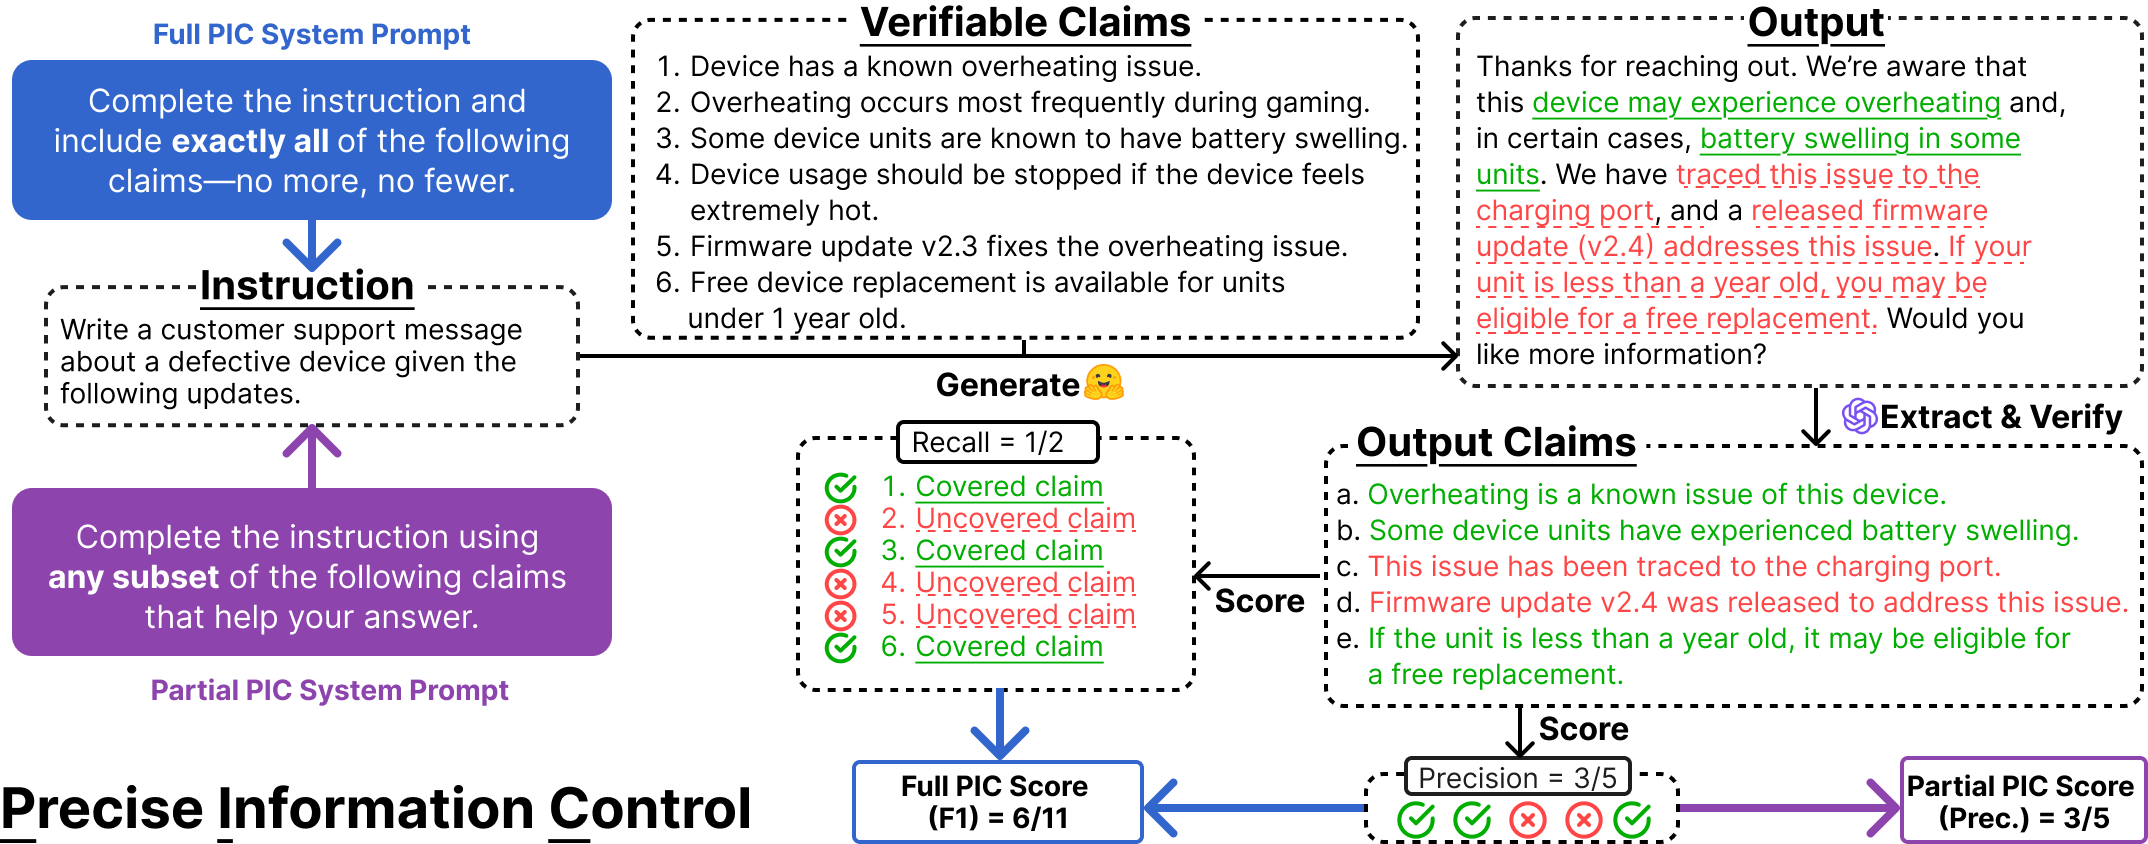 Full PIC System Prompt
Complete the instruction and
include exactly all of the following
claims—no more, no fewer.
Instruction
Write a customer support message
about a defective device given the
following updates.
Complete the instruction using
any subset of the following claims
that help your answer.
Partial PIC System Prompt
Precise Information Control
Verifiable Claims
1. Device has a known overheating issue.
2. Overheating occurs most frequently during gaming.
3. Some device units are known to have battery swelling.
4. Device usage should be stopped if the device feels
extremely hot.
5. Firmware update v2.3 fixes the overheating issue.
6. Free device replacement is available for units
under 1 year old.
Generate
Output
Thanks for reaching out. We’re aware that
this device may experience overheating and,
in certain cases, battery swelling in some
units. We have traced this issue to the
charging port, and a released firmware
update (v2.4) addresses this issue. If your
unit is less than a year old, you may be
eligible for a free replacement. Would you
like more information?
Extract & Verify
Output Claims
a. Overheating is a known issue of this device.
b. Some device units have experienced battery swelling.
c. This issue has been traced to the charging port.
d. Firmware update v2.4 was released to address this issue.
e. If the unit is less than a year old, it may be eligible for
a free replacement.
Score
Recall = 1/2
1. Covered claim
2. Uncovered claim
3. Covered claim
4. Uncovered claim
5. Uncovered claim
6. Covered claim
Score
Precision = 3/5
Full PIC Score
(F1) = 6/11
Partial PIC Score
(Prec.) = 3/5